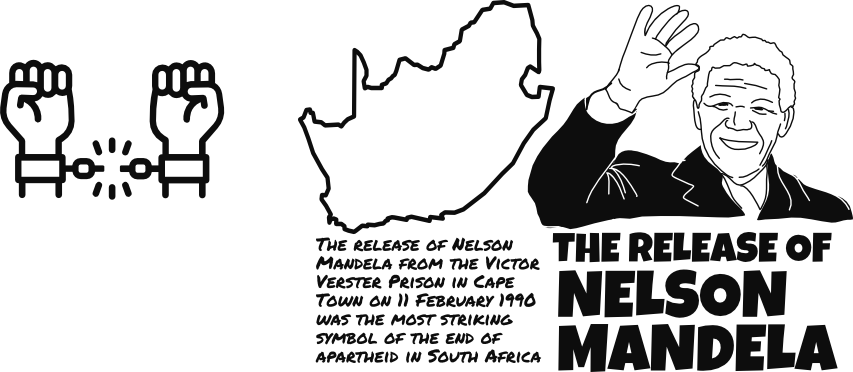 The release of Nelson
Mandela from the Victor
Verster Prison in Cape
Town on 11 February 1990
was the most striking
symbol of the end of
apartheid in South Africa
THE RELEASE OF
NELSON
MANDELA